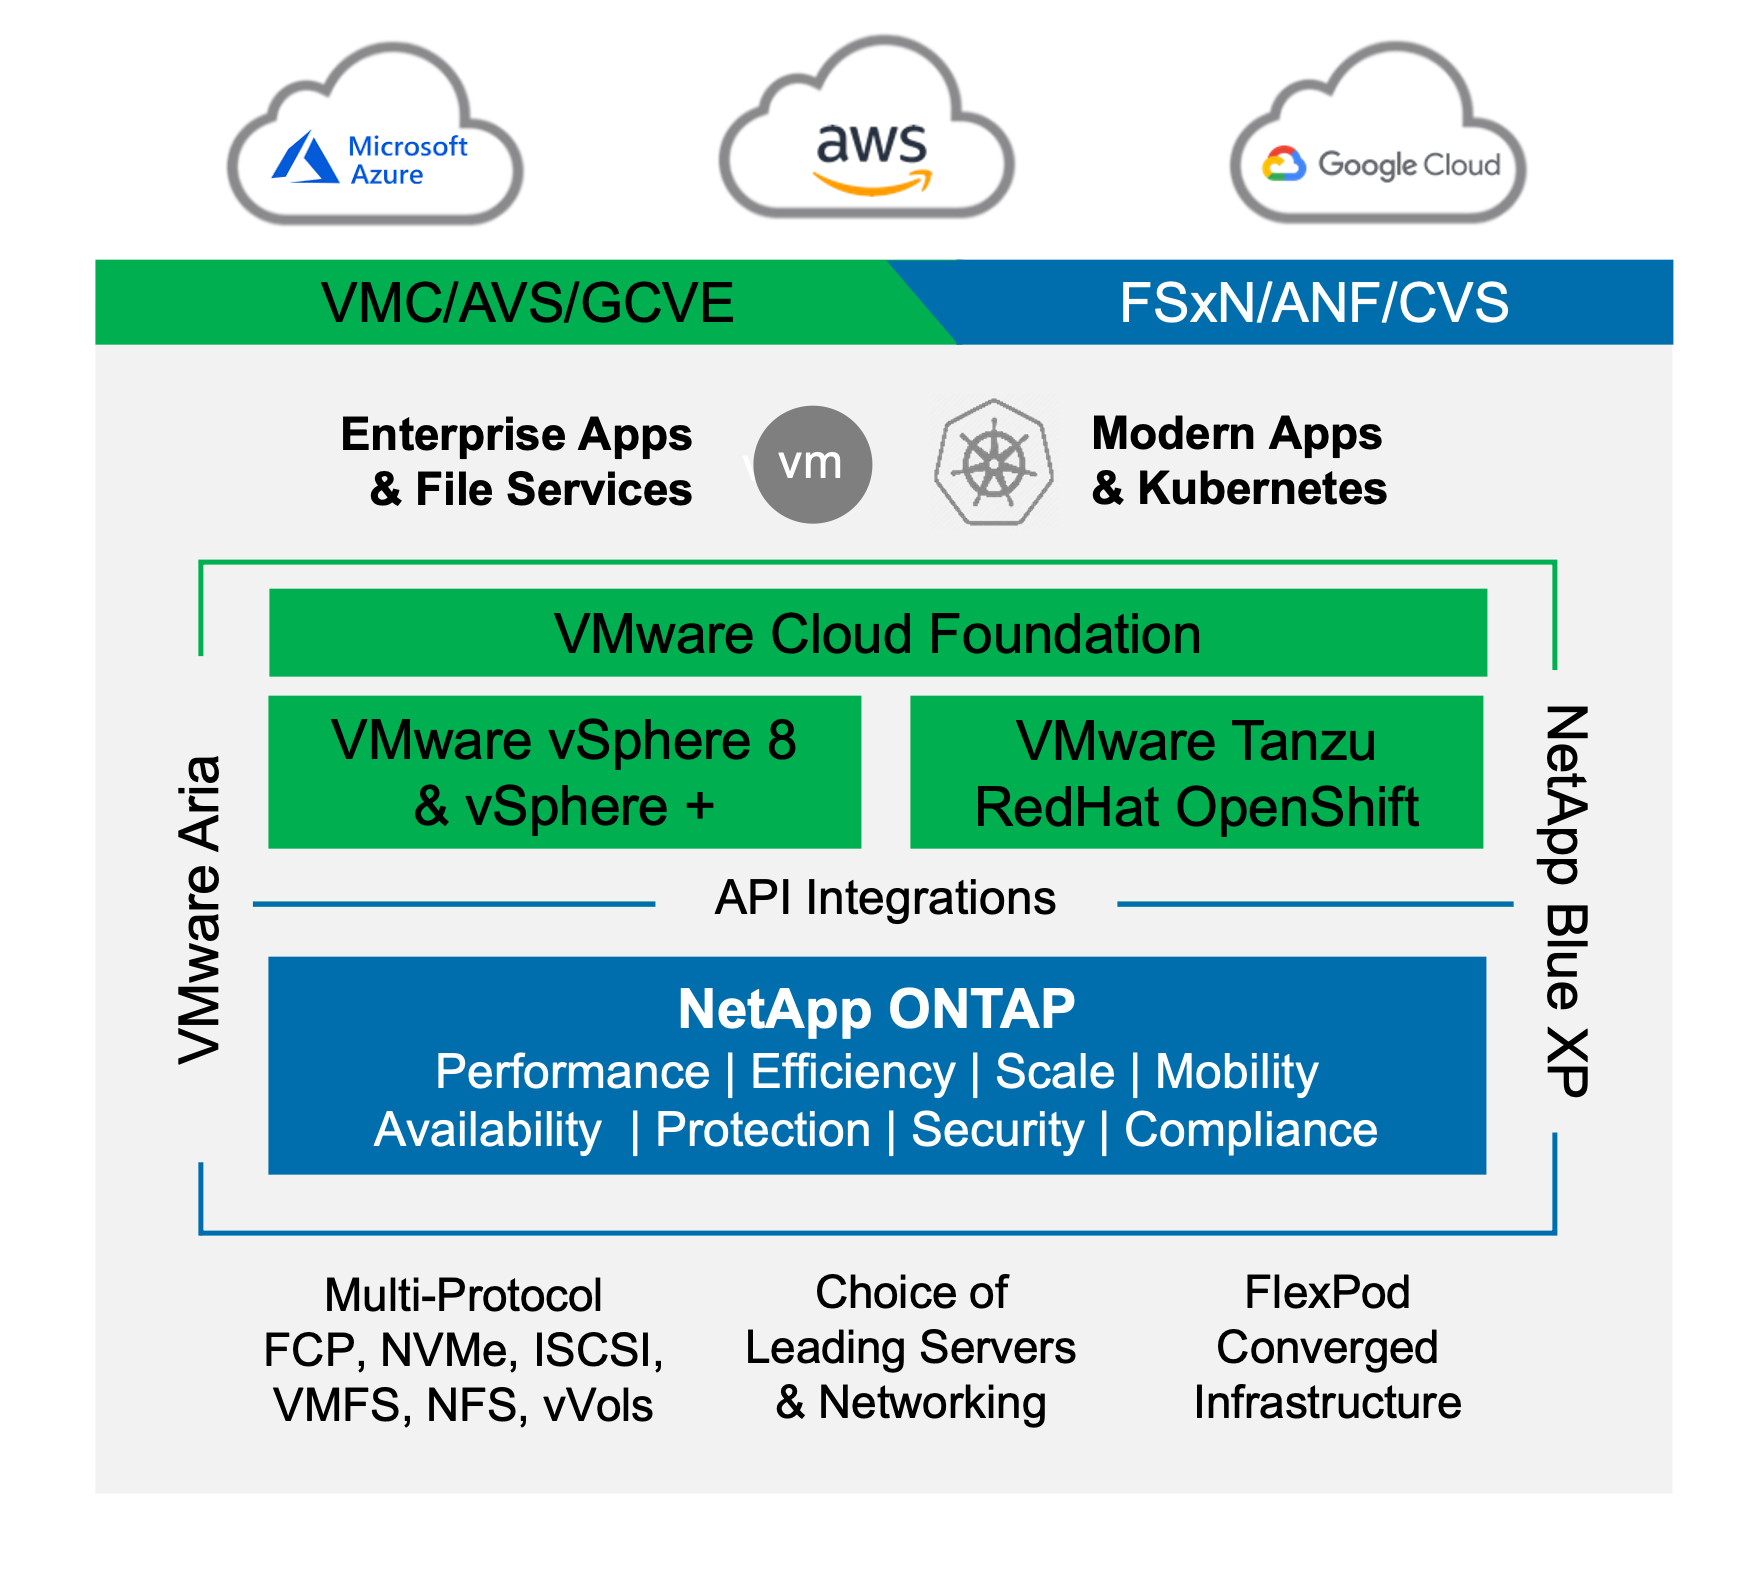 Microsoft
Azure
aws
Google Cloud
VMC/AVS/GCVE
FSxN/ANF/CVS
Enterprise Apps
& File Services
vm
Modern Apps
& Kubernetes
VMware Cloud Foundation
VMware vSphere 8
& vSphere +
VMware Tanzu
RedHat OpenShift
VMware Aria
NetApp Blue XP
API Integrations
NetApp ONTAP
Performance | Efficiency | Scale | Mobility
Availability  | Protection | Security | Compliance
Multi-Protocol
FCP, NVMe, ISCSI,
VMFS, NFS, vVols
Choice of
Leading Servers
& Networking
FlexPod
Converged
Infrastructure